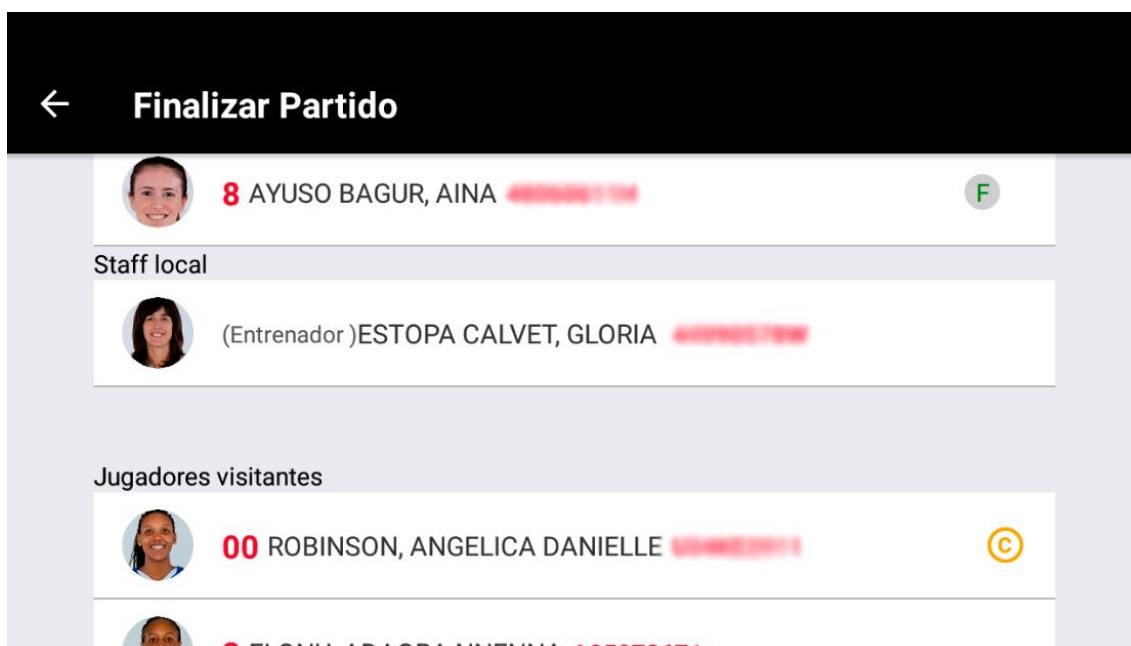 Finalizar Partido
8 AYUSO BAGUR, AINA
F
Staff local
(Entrenador )ESTOPA CALVET, GLORIA
Jugadores visitantes
00 ROBINSON, ANGELICA DANIELLE
C